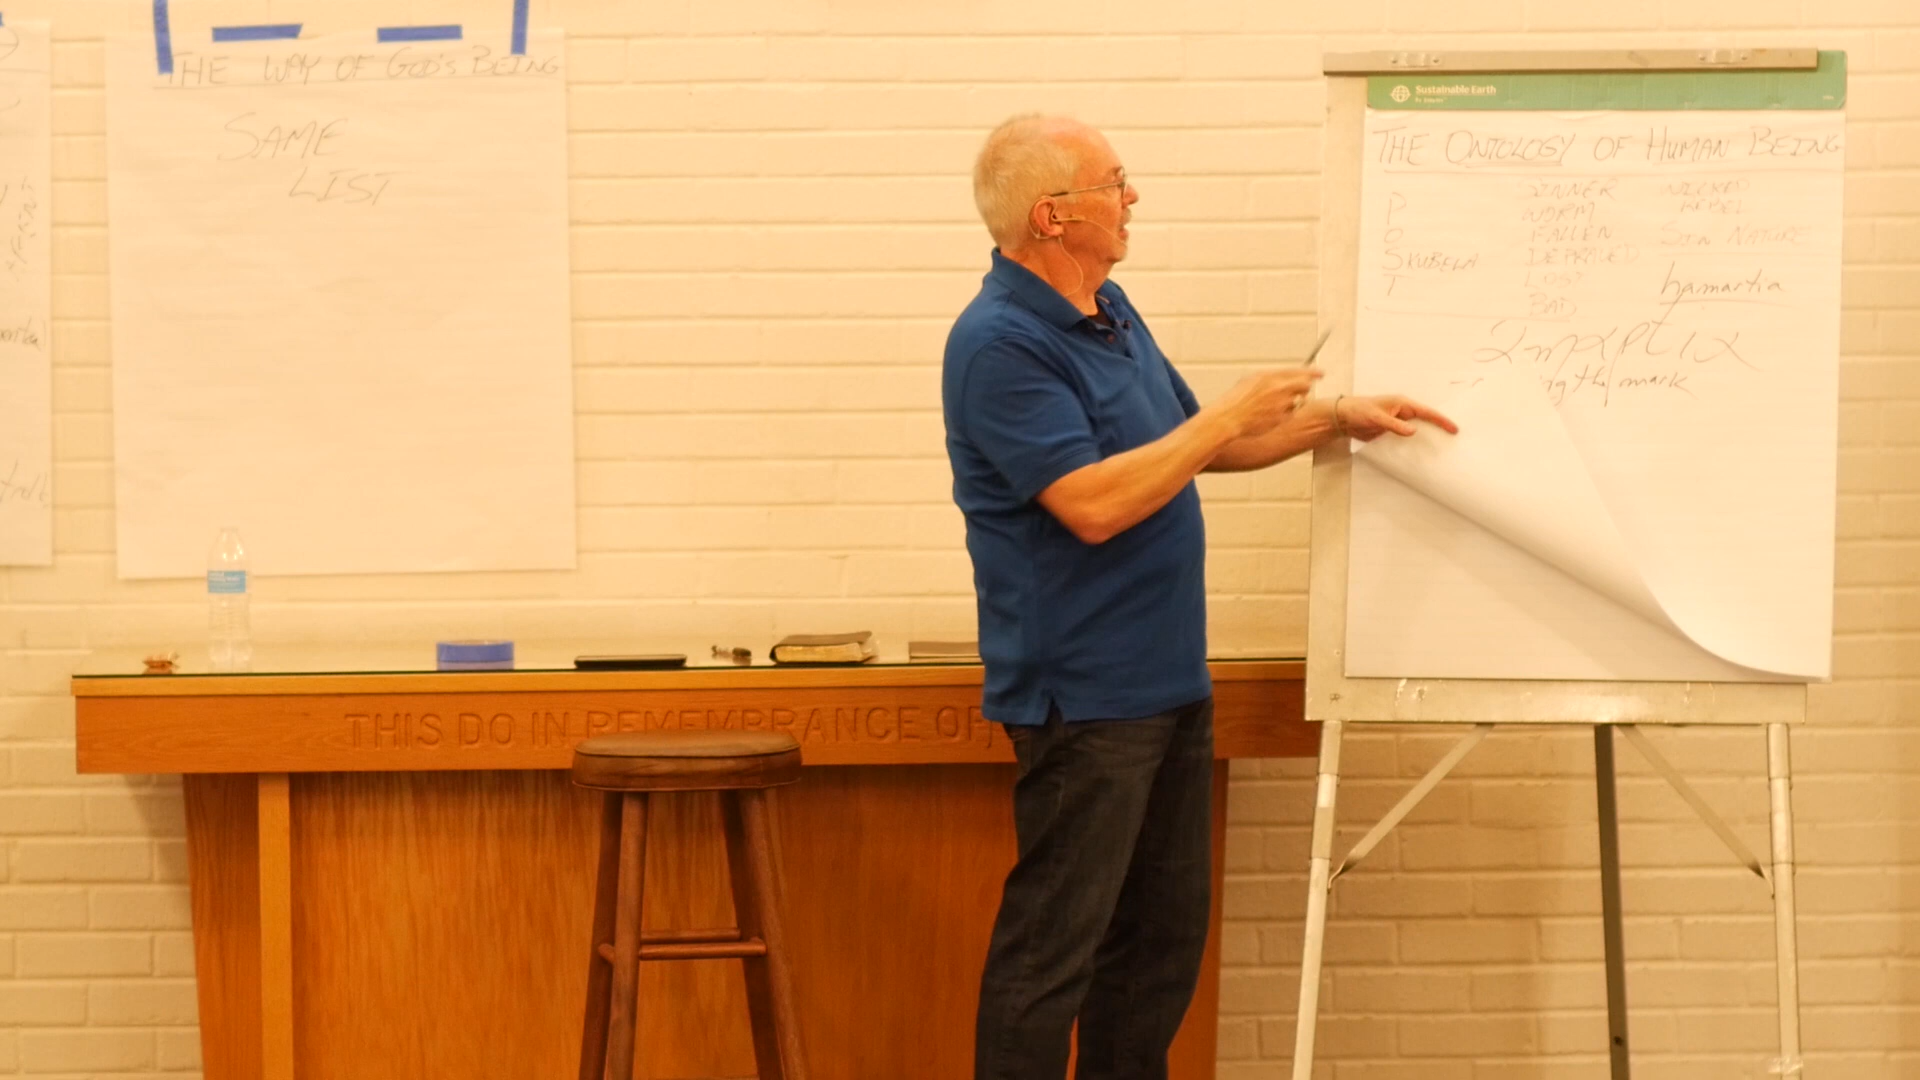 THE WAY OF GOD'S BEING
SAME
LIST
Sustainable Earth
THE ONTOLOGY OF HUMAN BEING
SINNER WICKED
P WORM REBEL
O FALLEN SIN NATURE
SKUBELA DEPRAVED
T LOST hamartia
BAD
the mark
THIS DO IN REMEMBRANCE OF